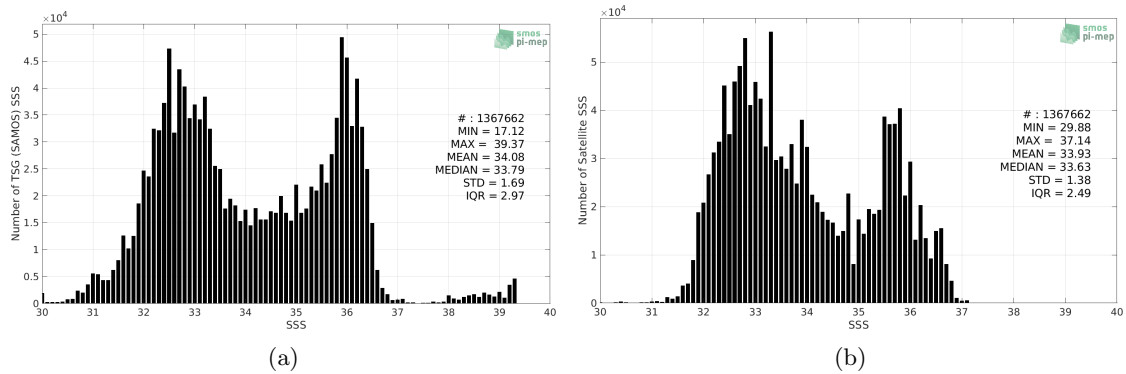 ×10⁴
5
4.5
4
3.5
3
2.5
2
1.5
1
0.5
0
Number of TSG (SAMOS) SSS
30 31 32 33 34 35 36 37 38 39 40
SSS
smos
pi-mep
# : 1367662
MIN = 17.12
MAX = 39.37
MEAN = 34.08
MEDIAN = 33.79
STD = 1.69
IQR = 2.97
(a)
×10⁴
5
4
3
2
1
0
Number of Satellite SSS
30 31 32 33 34 35 36 37 38 39 40
SSS
smos
pi-mep
# : 1367662
MIN = 29.88
MAX = 37.14
MEAN = 33.93
MEDIAN = 33.63
STD = 1.38
IQR = 2.49
(b)